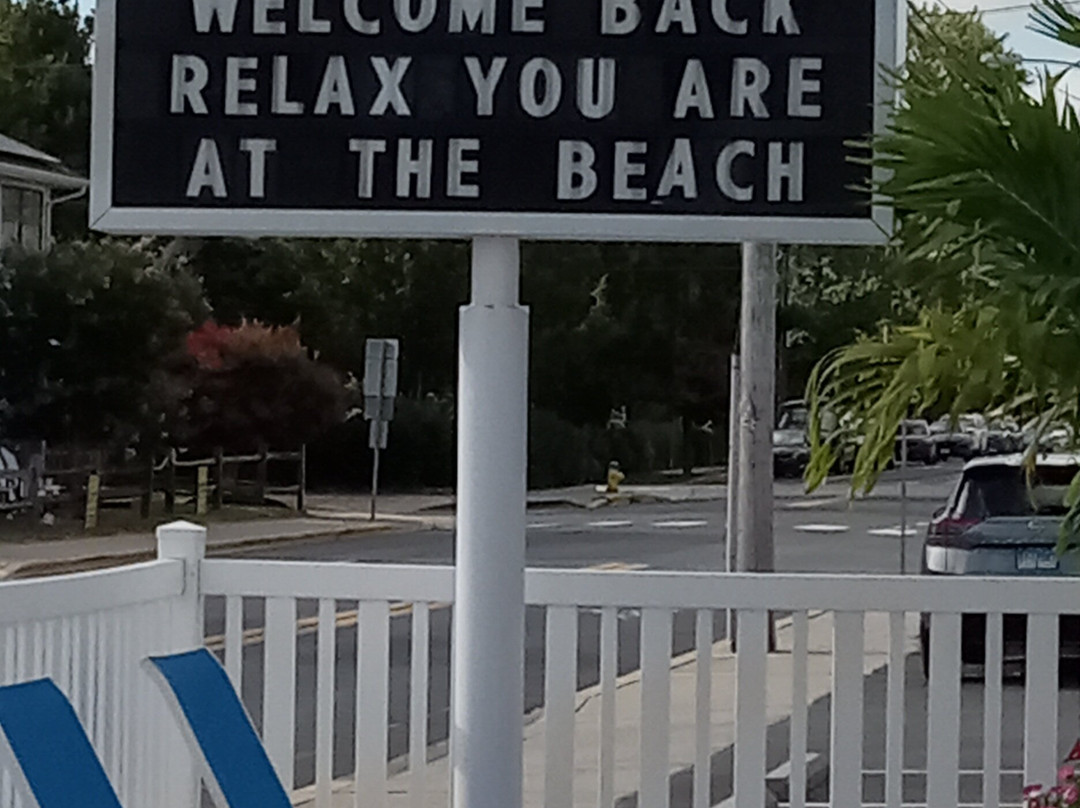 WELCOME BACK
RELAX YOU ARE
AT THE BEACH